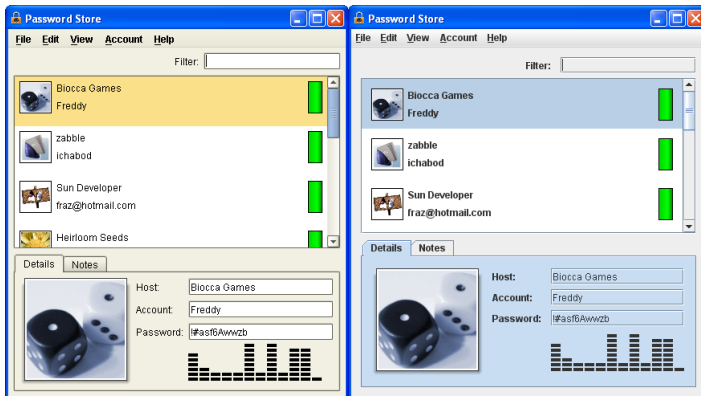 Password Store
File Edit View Account Help
Filter:
Biocca Games
Freddy
zabble
ichabod
Sun Developer
fraz@hotmail.com
Heirloom Seeds
Details Notes
Host: Biocca Games
Account: Freddy
Password: !#asf6Awwzb
Password Store
File Edit View Account Help
Filter:
Biocca Games
Freddy
zabble
ichabod
Sun Developer
fraz@hotmail.com
Details Notes
Host: Biocca Games
Account: Freddy
Password: !#asf6Awwzb